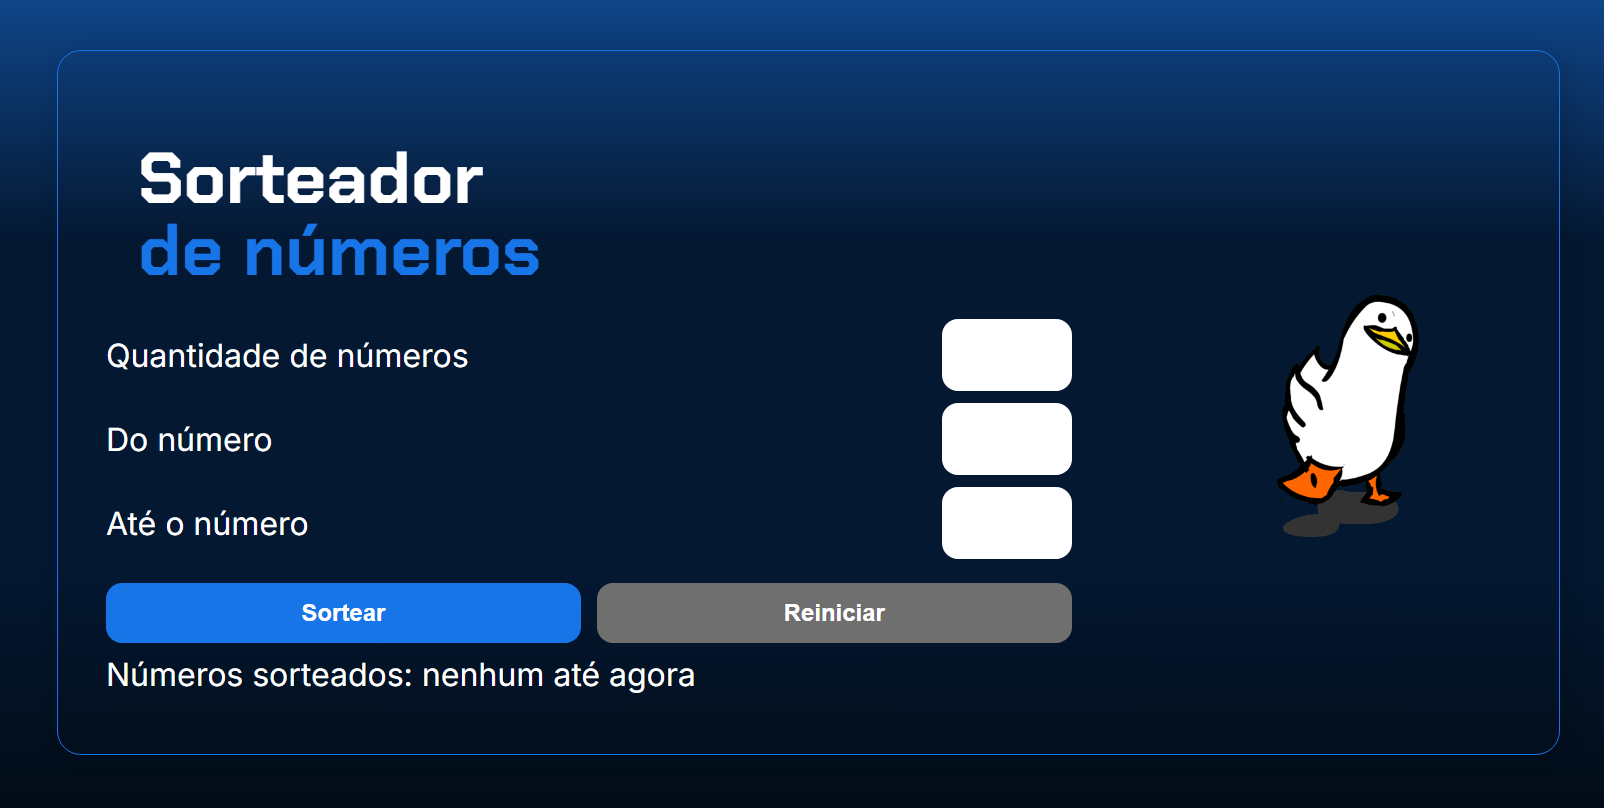 Sorteador
de números
Quantidade de números
Do número
Até o número
Sortear
Reiniciar
Números sorteados: nenhum até agora